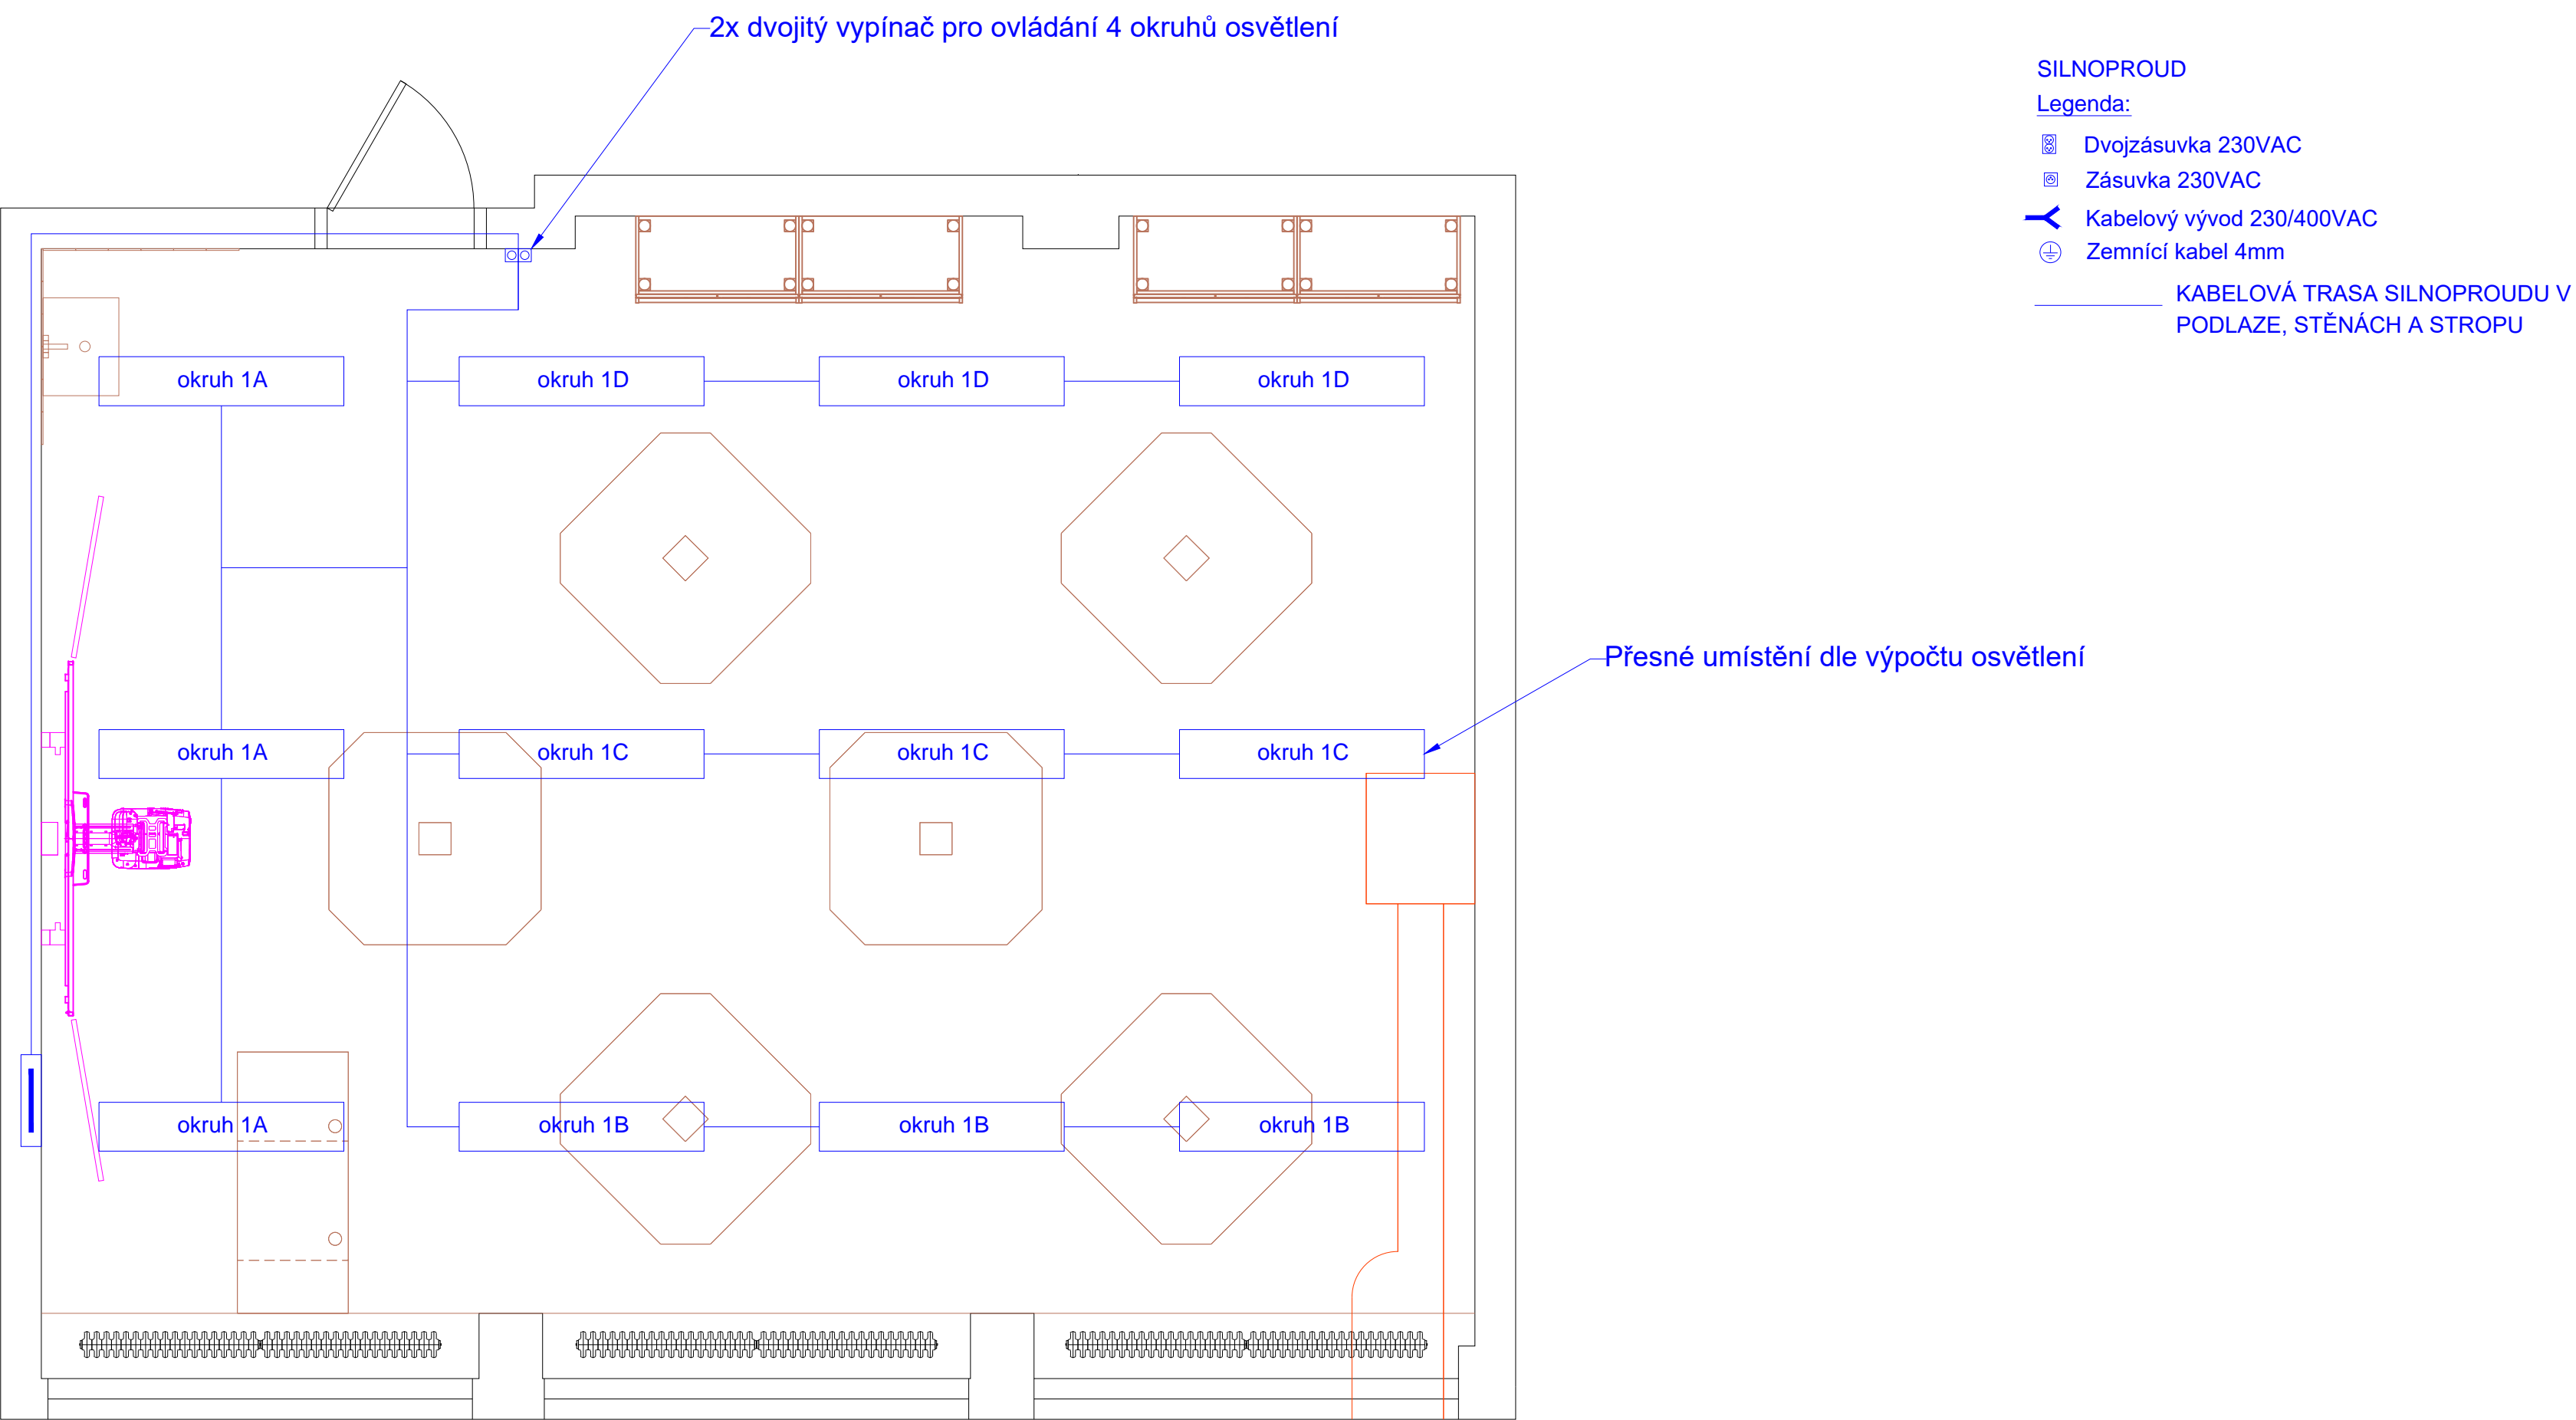 2x dvojitý vypínač pro ovládání 4 okruhů osvětlení
SILNOPROUD
Legenda:
Dvojzásuvka 230VAC
Zásuvka 230VAC
Kabelový vývod 230/400VAC
Zemnící kabel 4mm
KABELOVÁ TRASA SILNOPROUDU V
PODLAZE, STĚNÁCH A STROPU
okruh 1A
okruh 1D
okruh 1D
okruh 1D
Přesné umístění dle výpočtu osvětlení
okruh 1A
okruh 1C
okruh 1C
okruh 1C
okruh 1A
okruh 1B
okruh 1B
okruh 1B